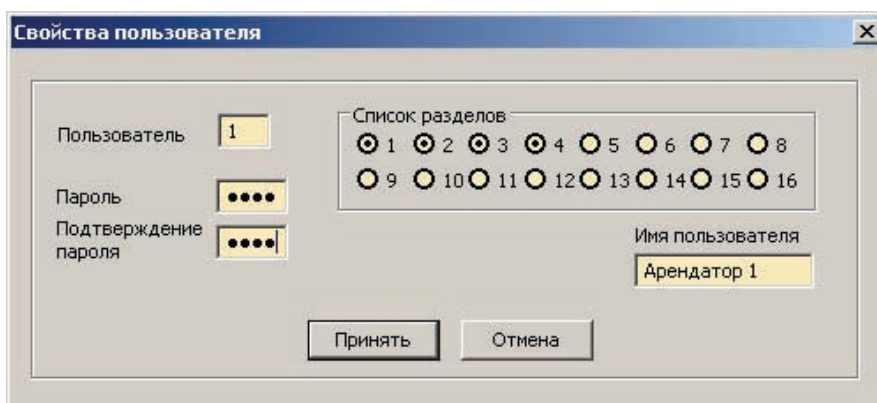 Свойства пользователя
Пользователь 1
Список разделов
1 2 3 4 5 6 7 8
9 10 11 12 13 14 15 16
Пароль ••••
Подтверждение
пароля ••••
Имя пользователя
Арендатор 1
Принять Отмена